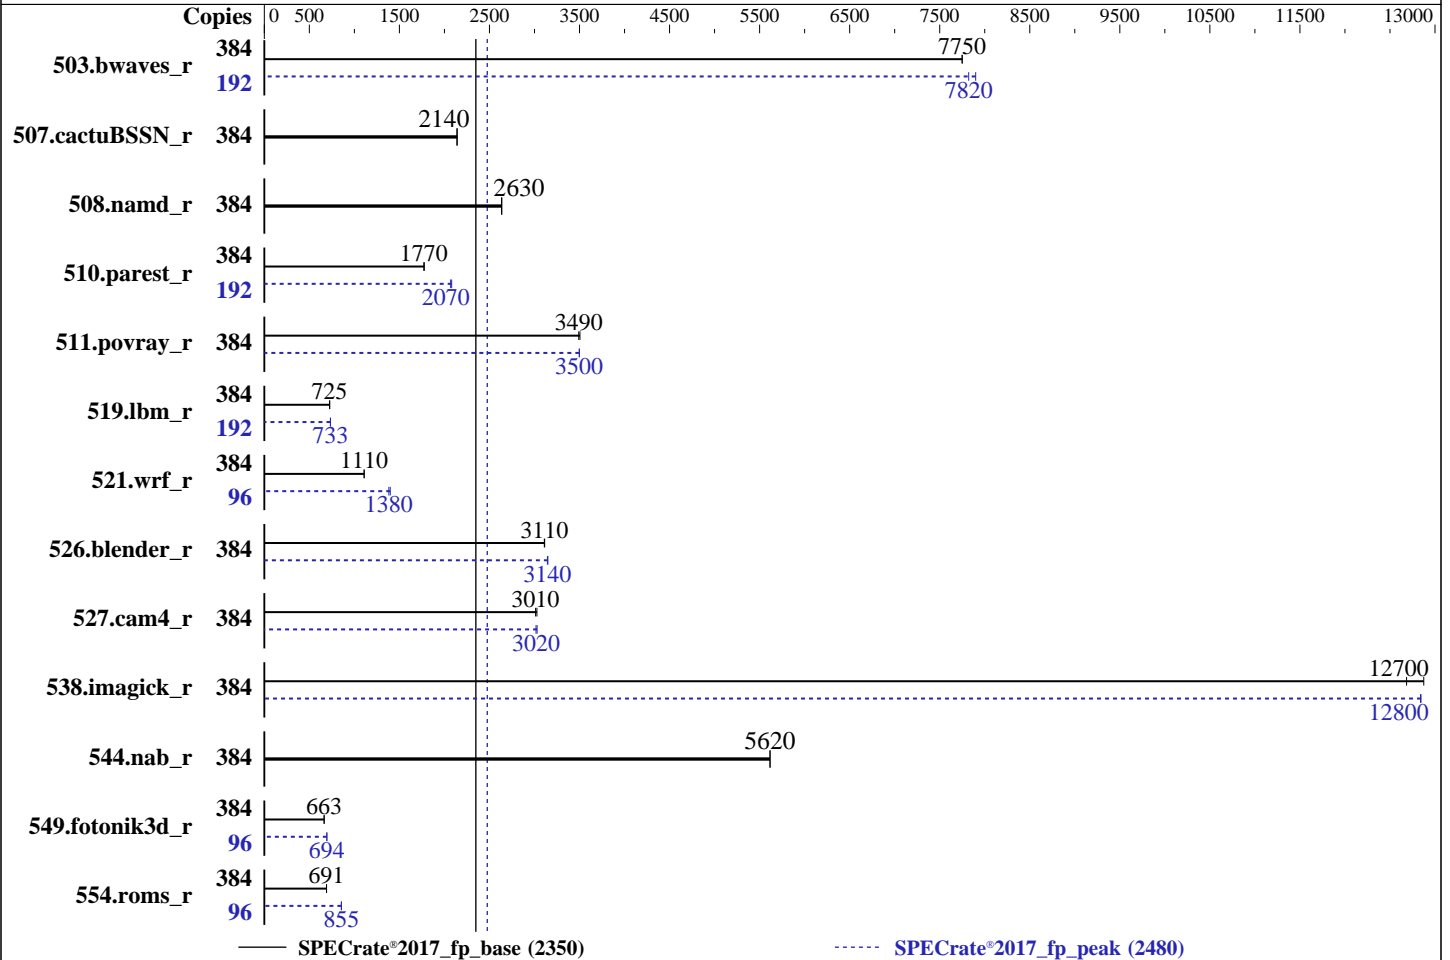 Copies 0 500 1500 2500 3500 4500 5500 6500 7500 8500 9500 10500 11500 13000
503.bwaves_r 384 7750
192 7820
507.cactuBSSN_r 384 2140
508.namd_r 384 2630
510.parest_r 384 1770
192 2070
511.povray_r 384 3490
3500
519.lbm_r 384 725
192 733
521.wrf_r 384 1110
96 1380
526.blender_r 384 3110
3140
527.cam4_r 384 3010
3020
538.imagick_r 384 12700
12800
544.nab_r 384 5620
549.fotonik3d_r 384 663
96 694
554.roms_r 384 691
96 855
SPECrate®2017_fp_base (2350) SPECrate®2017_fp_peak (2480)